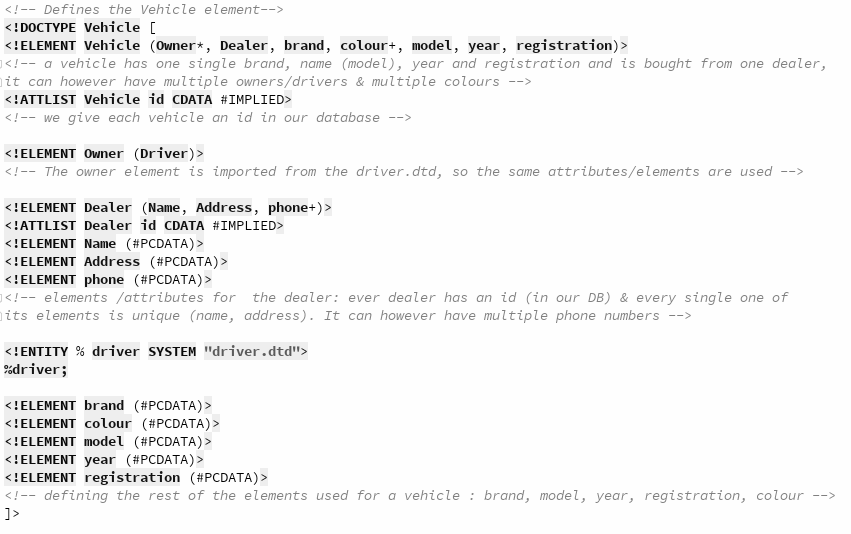 <!-- Defines the Vehicle element-->
<!DOCTYPE Vehicle [
<!ELEMENT Vehicle (Owner*, Dealer, brand, colour+, model, year, registration)>
<!-- a vehicle has one single brand, name (model), year and registration and is bought from one dealer,
it can however have multiple owners/drivers & multiple colours -->
<!ATTLIST Vehicle id CDATA #IMPLIED>
<!-- we give each vehicle an id in our database -->
<!ELEMENT Owner (Driver)>
<!-- The owner element is imported from the driver.dtd, so the same attributes/elements are used -->
<!ELEMENT Dealer (Name, Address, phone+)>
<!ATTLIST Dealer id CDATA #IMPLIED>
<!ELEMENT Name (#PCDATA)>
<!ELEMENT Address (#PCDATA)>
<!ELEMENT phone (#PCDATA)>
<!-- elements /attributes for  the dealer: ever dealer has an id (in our DB) & every single one of
its elements is unique (name, address). It can however have multiple phone numbers -->
<!ENTITY % driver SYSTEM "driver.dtd">
%driver;
<!ELEMENT brand (#PCDATA)>
<!ELEMENT colour (#PCDATA)>
<!ELEMENT model (#PCDATA)>
<!ELEMENT year (#PCDATA)>
<!ELEMENT registration (#PCDATA)>
<!-- defining the rest of the elements used for a vehicle : brand, model, year, registration, colour -->
]>